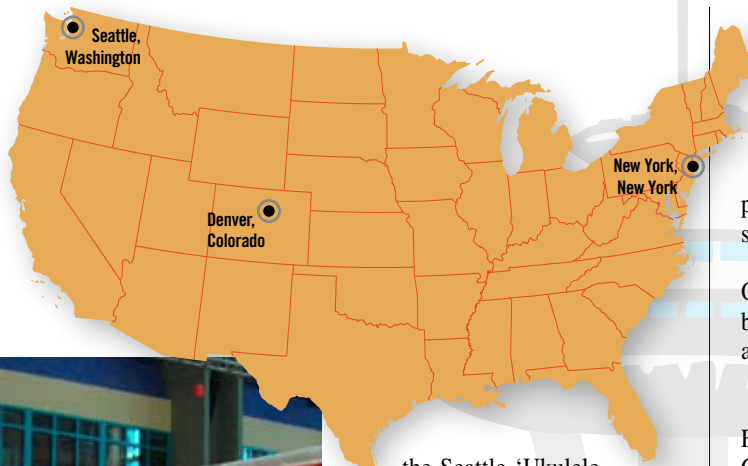 Seattle,
Washington
New York,
New York
Denver,
Colorado
the Seattle ‘Ukulele